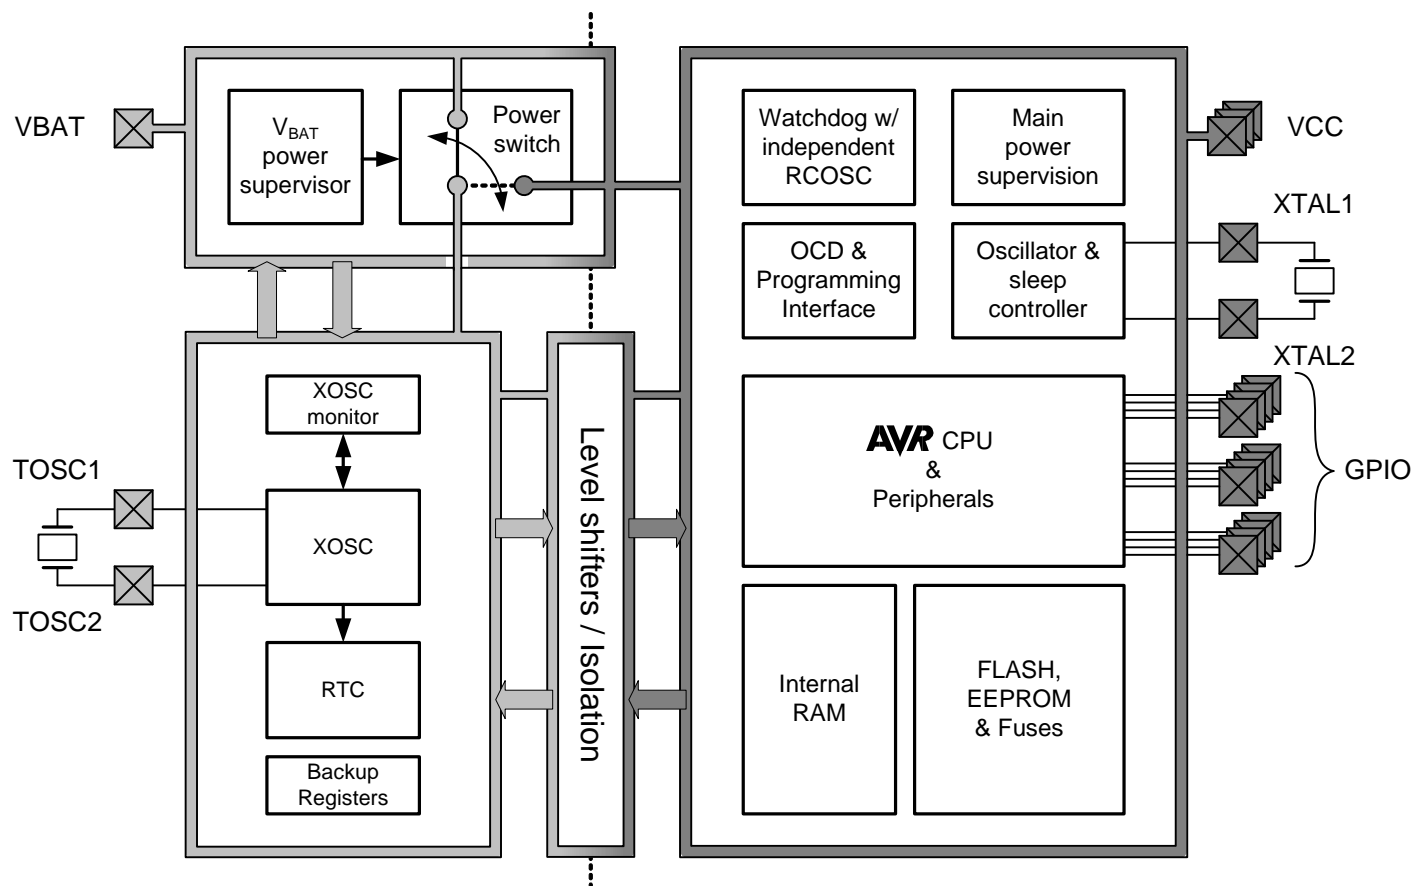 VBAT
VBAT
power
supervisor
Power
switch
Watchdog w/
independent
RCOSC
Main
power
supervision
VCC
XTAL1
OCD &
Programming
Interface
Oscillator &
sleep
controller
XTAL2
XOSC
monitor
TOSC1
XOSC
TOSC2
RTC
Backup
Registers
Level shifters / Isolation
AVR CPU
&
Peripherals
GPIO
Internal
RAM
FLASH,
EEPROM
& Fuses